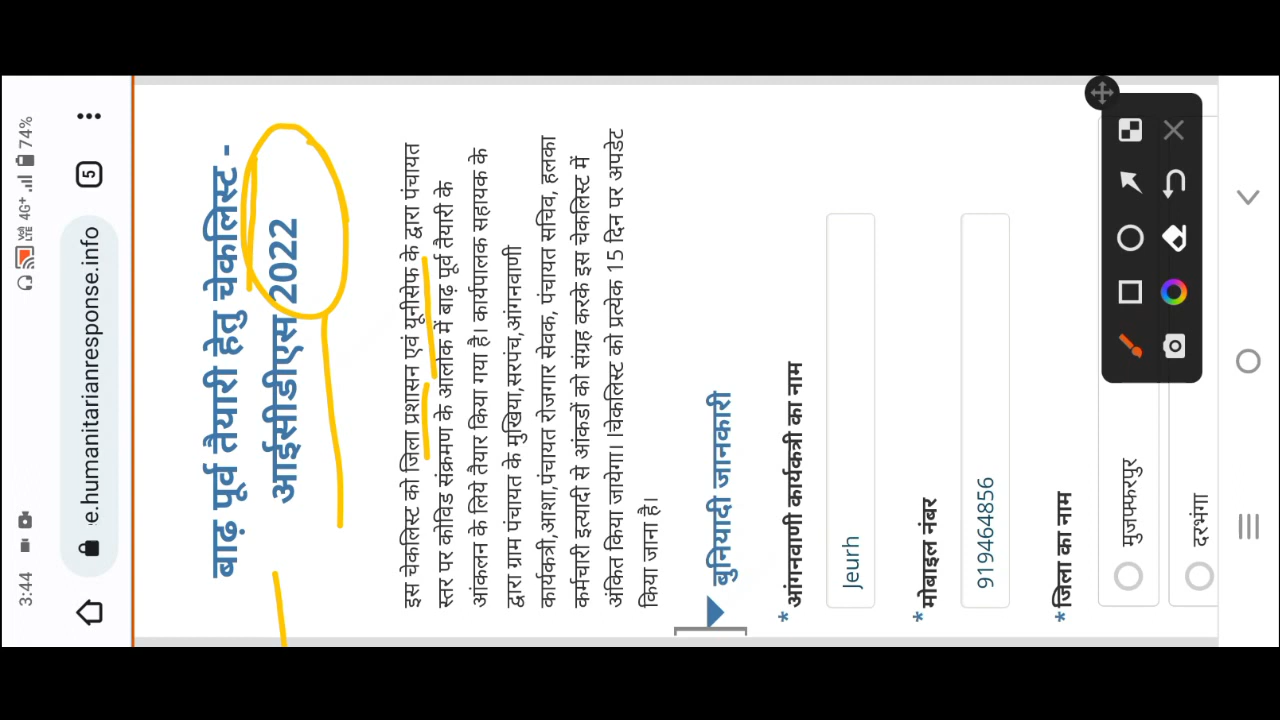 3:44
Vo) 4G+ 74%
LTE
e.humanitarianresponse.info
5
बाढ़ पूर्व तैयारी हेतु चेकलिस्ट -
आईसीडीएस 2022
इस चेकलिस्ट को जिला प्रशासन एवं यूनीसेफ के द्वारा पंचायत
स्तर पर कोविड संक्रमण के आलोक में बाढ़ पूर्व तैयारी के
आंकलन के लिये तैयार किया गया है। कार्यपालक सहायक के
द्वारा ग्राम पंचायत के मुखिया,सरपंच,आंगनवाणी
कार्यकत्री,आशा,पंचायत रोजगार सेवक, पंचायत सचिव, हलका
कर्मचारी इत्यादी से आंकडों को संग्रह करके इस चेकलिस्ट में
अंकित किया जायेगा। |चेकलिस्ट को प्रत्येक 15 दिन पर अपडेट
किया जाना है।
बुनियादी जानकारी
* आंगनवाणी कार्यकत्री का नाम
Jeurh
* मोबाइल नंबर
919464856
* जिला का नाम
मुजफ्फरपुर
दरभंगा